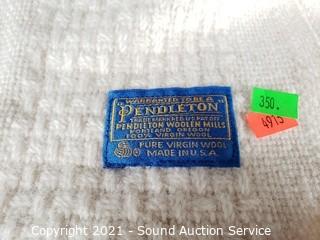 WARRANTED TO BE A
"PENDLETON"
TRADE MARK REG. U.S. PAT. OFF.
PENDLETON WOOLEN MILLS
PORTLAND, OREGON
100% VIRGIN WOOL
PURE VIRGIN WOOL
MADE IN U.S.A.
350.
Copyright 2021 - Sound Auction Service